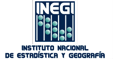 INEGI
INSTITUTO NACIONAL
DE ESTADÍSTICA Y GEOGRAFÍA